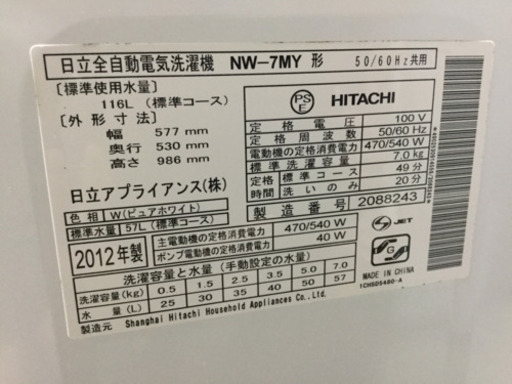 日立全自動電気洗濯機 NW-7MY 形 50/60Hz共用
[標準使用水量]
116L (標準コース)
[外形寸法]
幅 577 mm
奥行 530 mm
高さ 986 mm
日立アプライアンス(株)
色相 W(ピュアホワイト)
標準水量 57L (標準コース)
PS
E
HITACHI
定格電圧 100 V
定格周波数 50/60 Hz
電動機の定格消費電力 470/540 W
標準洗濯容量 7.0 kg
標準コース 49分
時間 洗いのみ 20分
製造番号 2088243
2012年製
主電動機の定格消費電力 470/540 W
ポンプ電動機の定格消費電力 40 W
JET
G
MADE IN CHINA
洗濯容量と水量 (手動設定の水量)
洗濯容量(kg) 0.5 1.5 2.5 3.5 5.0 7.0
水量(L) 25 30 35 40 50 57
製造元 Shanghai Hitachi Household Appliances Co., Ltd.